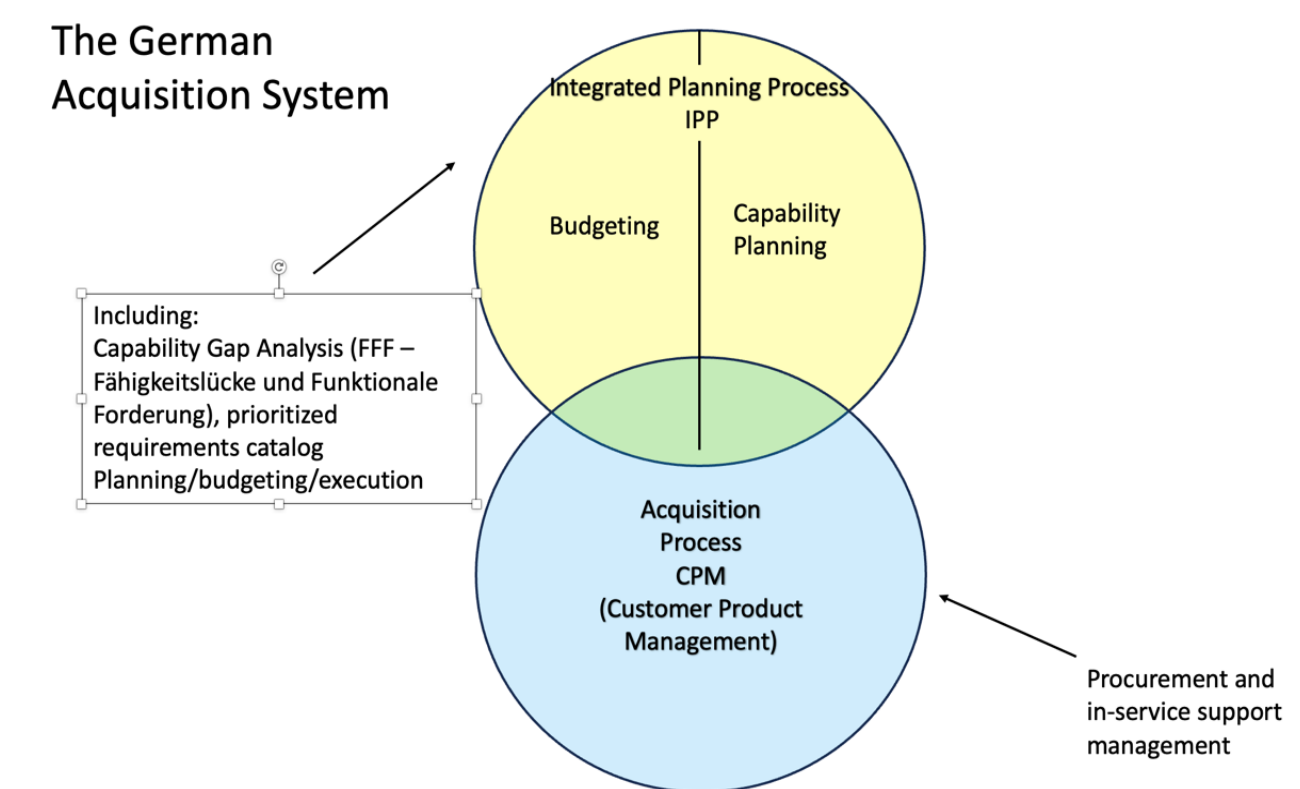 The German
Acquisition System
Integrated Planning Process
IPP
Budgeting
Capability
Planning
Including:
Capability Gap Analysis (FFF –
Fähigkeitslücke und Funktionale
Forderung), prioritized
requirements catalog
Planning/budgeting/execution
Acquisition
Process
CPM
(Customer Product
Management)
Procurement and
in-service support
management